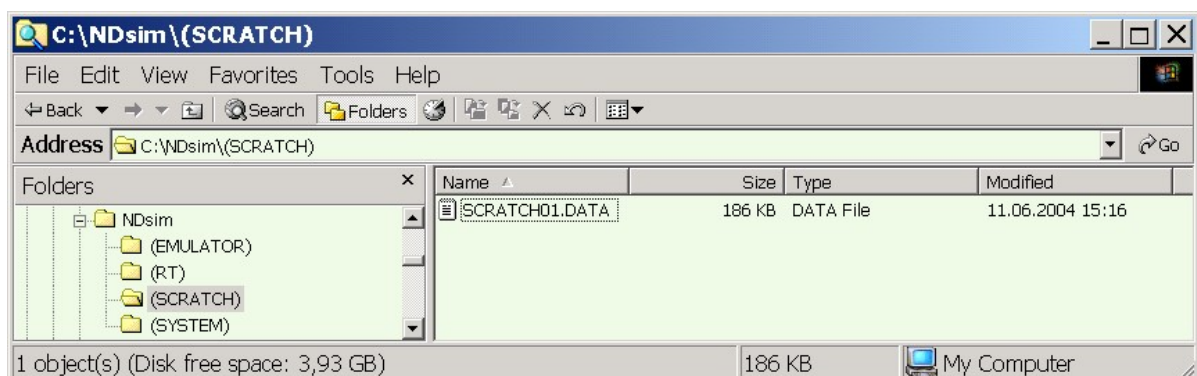 C:\NDsim\(SCRATCH)
File Edit View Favorites Tools Help
Back Search Folders
Address C:\NDsim\(SCRATCH) Go
Folders Name Size Type Modified
NDsim SCRATCH01.DATA 186 KB DATA File 11.06.2004 15:16
(EMULATOR)
(RT)
(SCRATCH)
(SYSTEM)
1 object(s) (Disk free space: 3,93 GB) 186 KB My Computer